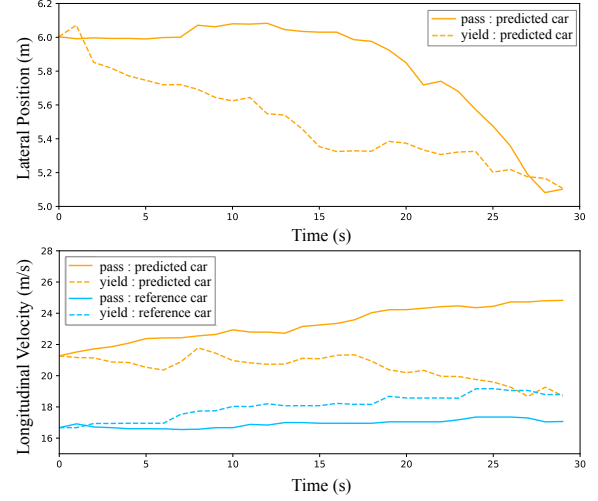 6.2
6.0
5.8
5.6
5.4
5.2
5.0
Lateral Position (m)
pass : predicted car
yield : predicted car
0 5 10 15 20 25 30
Time (s)
28
26
24
22
20
18
16
Longitudinal Velocity (m/s)
pass : predicted car
yield : predicted car
pass : reference car
yield : reference car
0 5 10 15 20 25 30
Time (s)